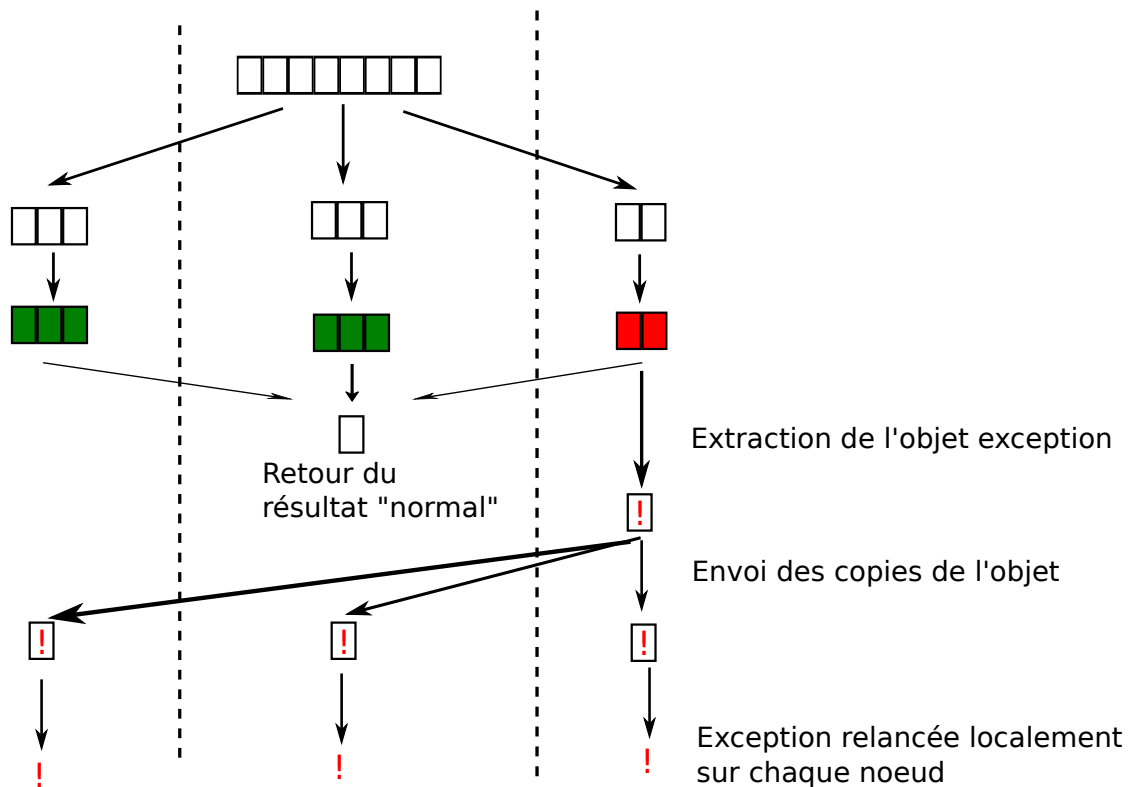 Extraction de l'objet exception
Retour du
résultat "normal"
!
Envoi des copies de l'objet
! ! !
Exception relancée localement
sur chaque noeud
! ! !